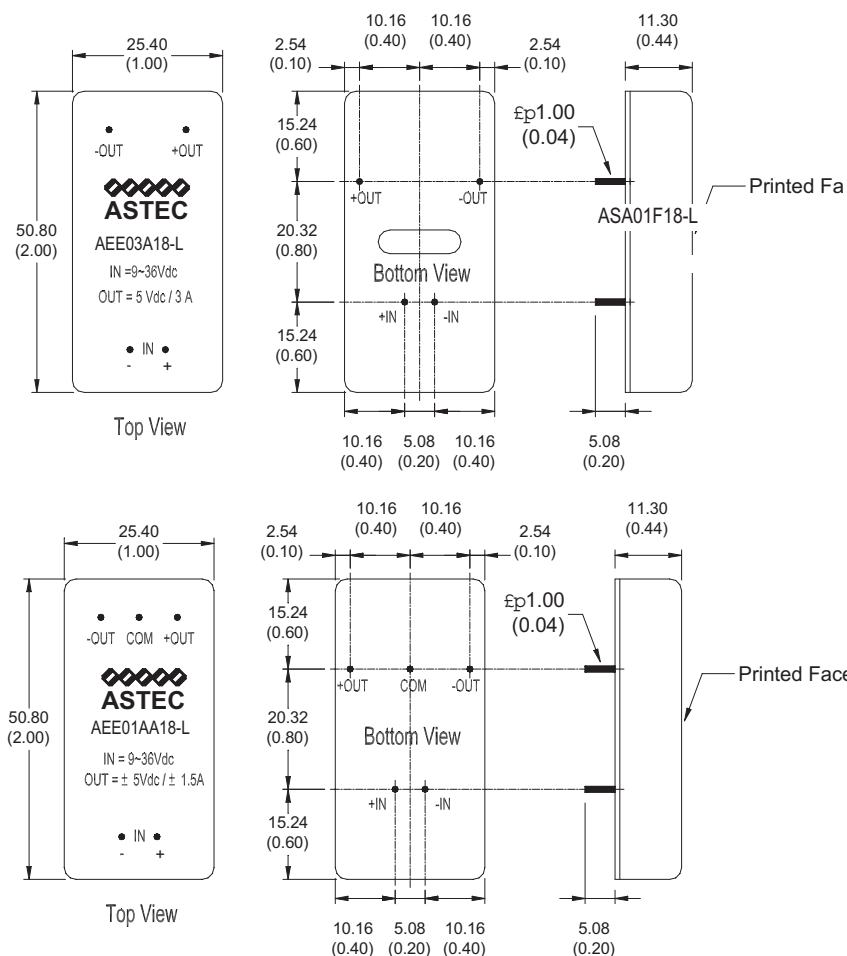 10.16 10.16
(0.40) (0.40)
25.40
(1.00)
2.54
(0.10)
2.54
(0.10)
11.30
(0.44)
-OUT +OUT
ASTEC
AEE03A18-L
IN =9~36Vdc
OUT = 5 Vdc / 3 A
IN
- +
50.80
(2.00)
Top View
15.24
(0.60)
20.32
(0.80)
15.24
(0.60)
+OUT -OUT
Bottom View
+IN -IN
10.16 5.08 10.16
(0.40) (0.20) (0.40)
£p1.00
(0.04)
ASA01F18-L
Printed Fa
5.08
(0.20)
10.16 10.16
(0.40) (0.40)
25.40
(1.00)
2.54
(0.10)
2.54
(0.10)
11.30
(0.44)
-OUT COM +OUT
ASTEC
AEE01AA18-L
IN = 9~36Vdc
OUT = ± 5Vdc / ± 1.5A
IN
- +
50.80
(2.00)
Top View
15.24
(0.60)
20.32
(0.80)
15.24
(0.60)
+OUT COM -OUT
Bottom View
+IN -IN
10.16 5.08 10.16
(0.40) (0.20) (0.40)
£p1.00
(0.04)
Printed Face
5.08
(0.20)